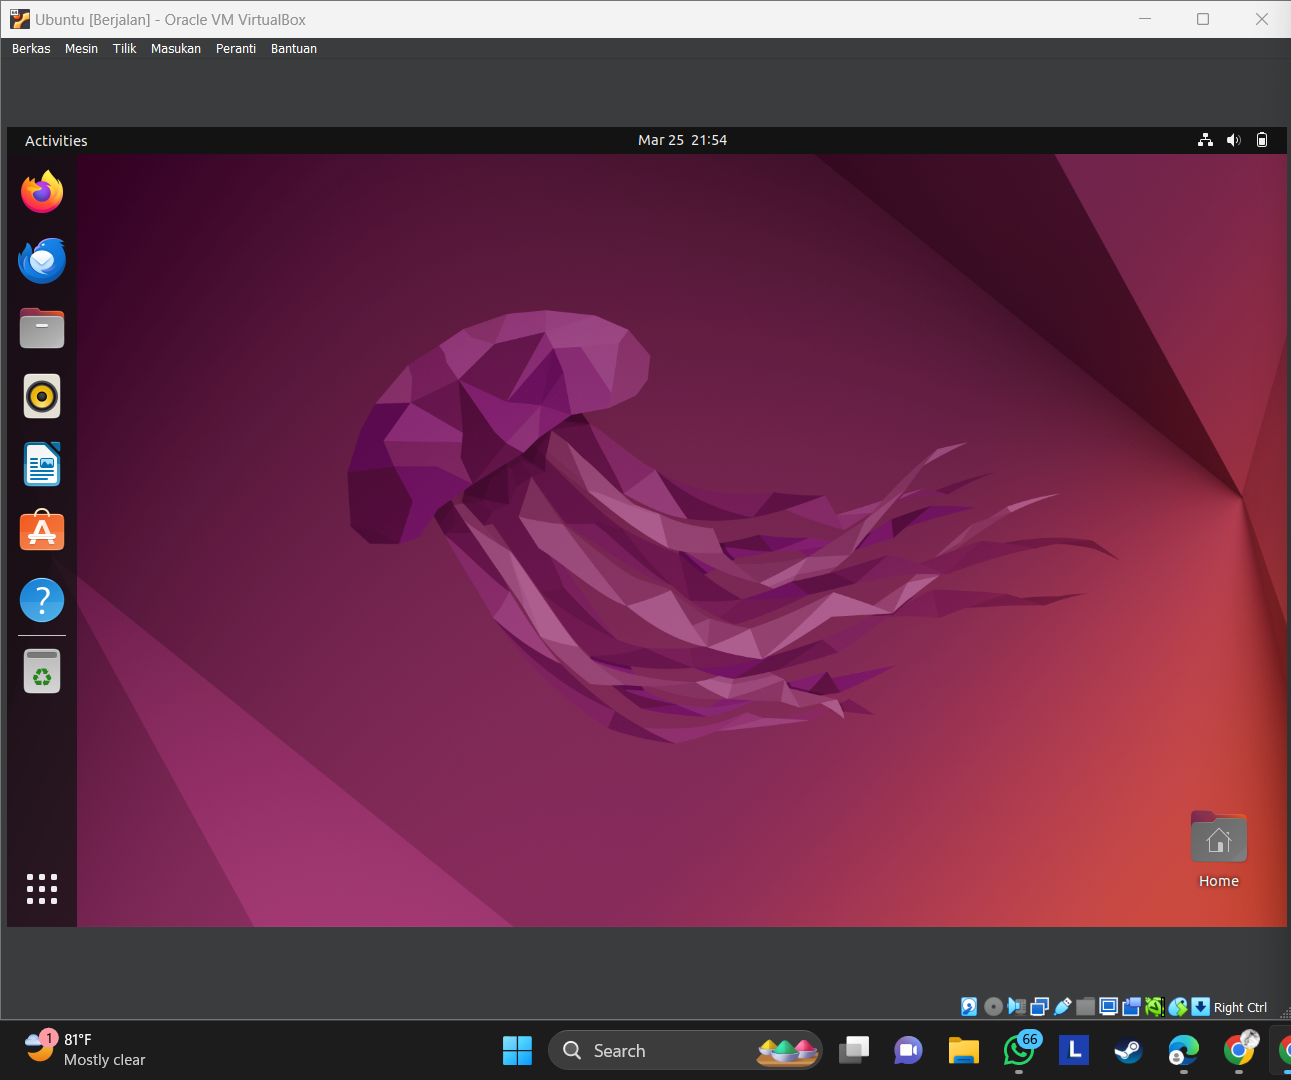 Ubuntu [Berjalan] - Oracle VM VirtualBox
Berkas Mesin Tilik Masukan Peranti Bantuan
Activities
Mar 25 21:54
?
Home
Right Ctrl
1
81°F
Mostly clear
Search
66
L